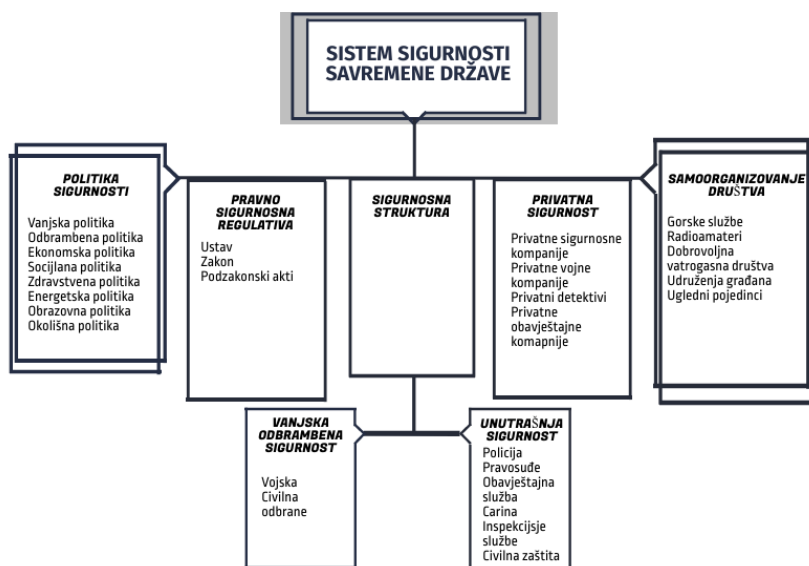 SISTEM SIGURNOSTI
SAVREMENE DRŽAVE
POLITIKA
SIGURNOSTI
Vanjska politika
Odbrambena politika
Ekonomska politika
Socijlana politika
Zdravstvena politika
Energetska politika
Obrazovna politika
Okolišna politika
PRAVNO
SIGURNOSNA
REGULATIVA
Ustav
Zakon
Podzakonski akti
SIGURNOSNA
STRUKTURA
PRIVATNA
SIGURNOST
Privatne sigurnosne
kompanije
Privatne vojne
kompanije
Privatni detektivi
Privatne
obavještajne
komapnije
SAMOORGANIZOVANJE
DRUŠTVA
Gorske službe
Radioamateri
Dobrovoljna
vatrogasna društva
Udruženja građana
Ugledni pojedinci
VANJSKA
ODBRAMBENA
SIGURNOST
Vojska
Civilna
odbrane
UNUTRAŠNJA
SIGURNOST
Policija
Pravosuđe
Obavještajna
služba
Carina
Inspekcijsje
službe
Civilna zaštita